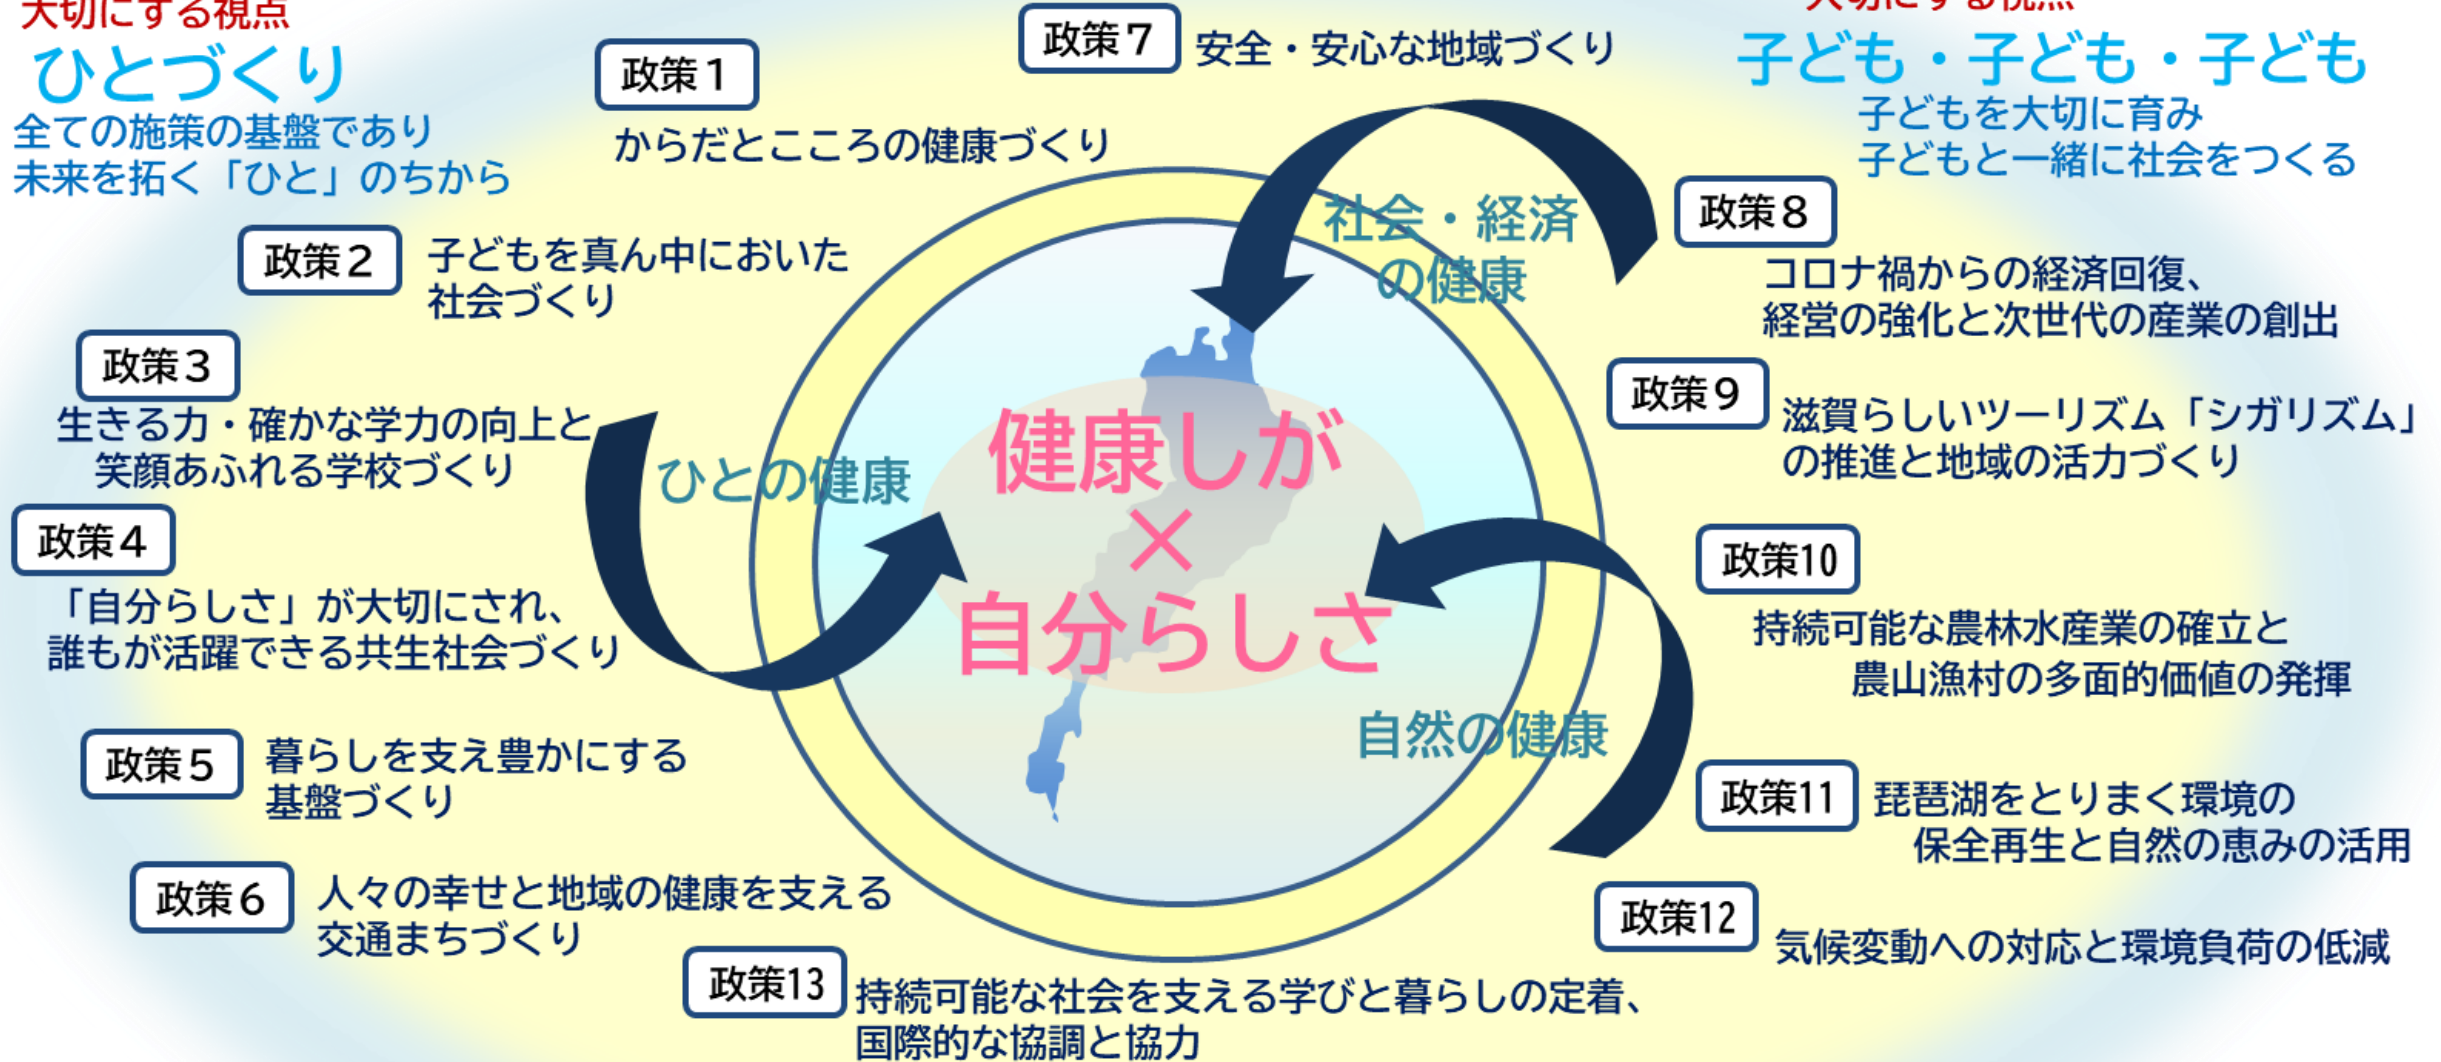 大切にする視点
ひとづくり
全ての施策の基盤であり
未来を拓く「ひと」のちから
大切にする視点
子ども・子ども・子ども
子どもを大切に育み
子どもと一緒に社会をつくる
政策1
からだとこころの健康づくり
政策2
子どもを真ん中においた
社会づくり
政策3
生きる力・確かな学力の向上と
笑顔あふれる学校づくり
政策4
「自分らしさ」が大切にされ、
誰もが活躍できる共生社会づくり
政策5
暮らしを支え豊かにする
基盤づくり
政策6
人々の幸せと地域の健康を支える
交通まちづくり
政策7
安全・安心な地域づくり
政策8
コロナ禍からの経済回復、
経営の強化と次世代の産業の創出
政策9
滋賀らしいツーリズム「シガリズム」
の推進と地域の活力づくり
政策10
持続可能な農林水産業の確立と
農山漁村の多面的価値の発揮
政策11
琵琶湖をとりまく環境の
保全再生と自然の恵みの活用
政策12
気候変動への対応と環境負荷の低減
政策13
持続可能な社会を支える学びと暮らしの定着、
国際的な協調と協力
ひとの健康
社会・経済
の健康
自然の健康
健康しが
×
自分らしさ